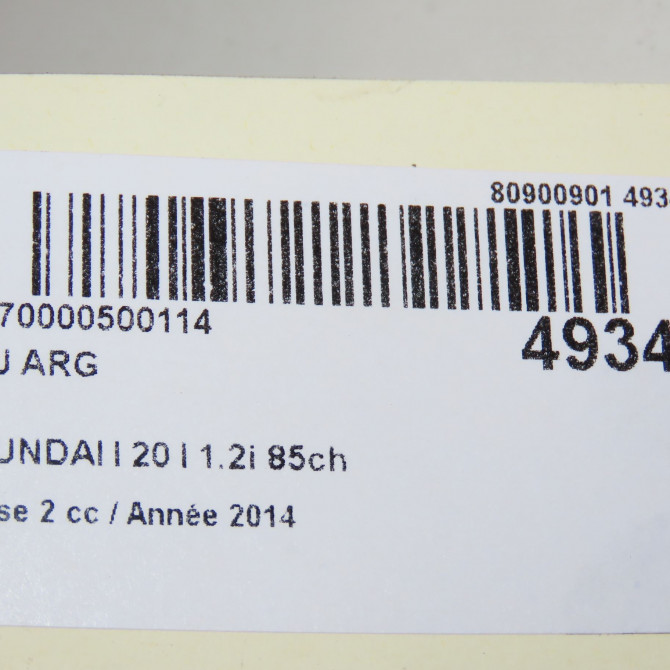 80900901 493
70000500114
4934
J ARG
UNDAI I 20 I 1.2i 85ch
se 2 cc / Année 2014